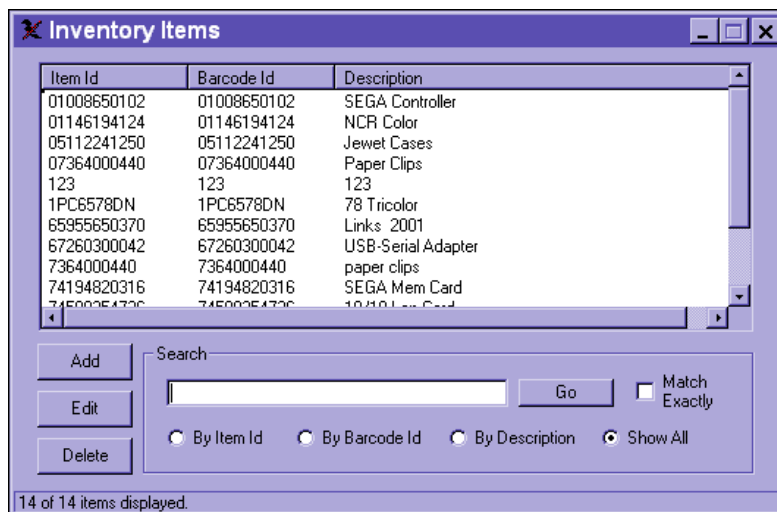 Inventory Items
Item Id Barcode Id Description
01008650102 01008650102 SEGA Controller
01146194124 01146194124 NCR Color
05112241250 05112241250 Jewet Cases
07364000440 07364000440 Paper Clips
123 123 123
1PC6578DN 1PC6578DN 78 Tricolor
65955650370 65955650370 Links 2001
67260300042 67260300042 USB-Serial Adapter
7364000440 7364000440 paper clips
74194820316 74194820316 SEGA Mem Card
Add
Search
Go
Match
Exactly
Edit
By Item Id By Barcode Id By Description Show All
Delete
14 of 14 items displayed.